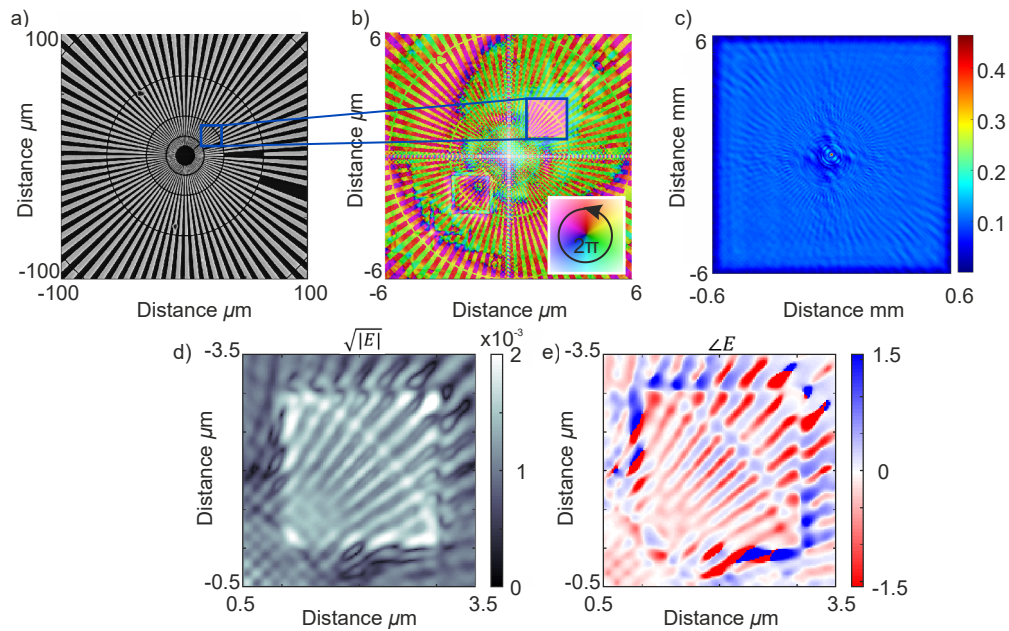 a)
100
Distance µm
-100
-100
100
Distance µm
b)
6
Distance µm
-6
-6
6
Distance µm
2π
c)
6
Distance mm
-6
-0.6
0.6
Distance mm
0.4
0.3
0.2
0.1
d)
√|E|
x10⁻³
-3.5
Distance µm
-0.5
0.5
3.5
Distance µm
2
1
0
e)
∠E
-3.5
Distance µm
-0.5
0.5
3.5
Distance µm
1.5
0
-1.5